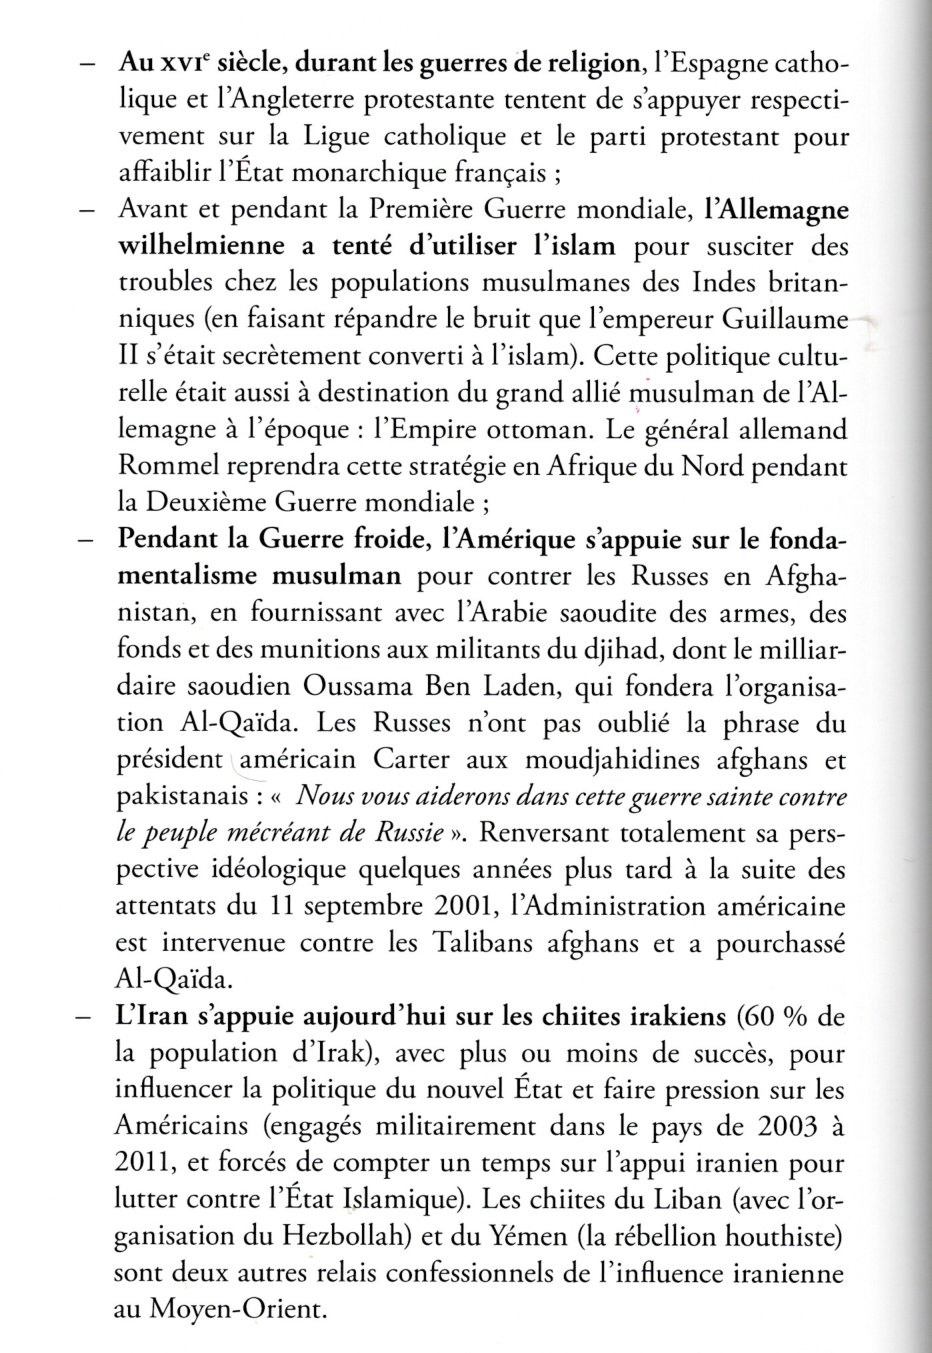 – Au XVIe siècle, durant les guerres de religion, l’Espagne catho-
lique et l’Angleterre protestante tentent de s’appuyer respecti-
vement sur la Ligue catholique et le parti protestant pour
affaiblir l’État monarchique français ;
– Avant et pendant la Première Guerre mondiale, l’Allemagne
wilhelmienne a tenté d’utiliser l’islam pour susciter des
troubles chez les populations musulmanes des Indes britan-
niques (en faisant répandre le bruit que l’empereur Guillaume
II s’était secrètement converti à l’islam). Cette politique cultu-
relle était aussi à destination du grand allié musulman de l’Al-
lemagne à l’époque : l’Empire ottoman. Le général allemand
Rommel reprendra cette stratégie en Afrique du Nord pendant
la Deuxième Guerre mondiale ;
– Pendant la Guerre froide, l’Amérique s’appuie sur le fonda-
mentalisme musulman pour contrer les Russes en Afgha-
nistan, en fournissant avec l’Arabie saoudite des armes, des
fonds et des munitions aux militants du djihad, dont le milliar-
daire saoudien Oussama Ben Laden, qui fondera l’organisa-
tion Al-Qaïda. Les Russes n’ont pas oublié la phrase du
président américain Carter aux moudjahidines afghans et
pakistanais : « Nous vous aiderons dans cette guerre sainte contre
le peuple mécréant de Russie ». Renversant totalement sa pers-
pective idéologique quelques années plus tard à la suite des
attentats du 11 septembre 2001, l’Administration américaine
est intervenue contre les Talibans afghans et a pourchassé
Al-Qaïda.
– L’Iran s’appuie aujourd’hui sur les chiites irakiens (60 % de
la population d’Irak), avec plus ou moins de succès, pour
influencer la politique du nouvel État et faire pression sur les
Américains (engagés militairement dans le pays de 2003 à
2011, et forcés de compter un temps sur l’appui iranien pour
lutter contre l’État Islamique). Les chiites du Liban (avec l’or-
ganisation du Hezbollah) et du Yémen (la rébellion houthiste)
sont deux autres relais confessionnels de l’influence iranienne
au Moyen-Orient.